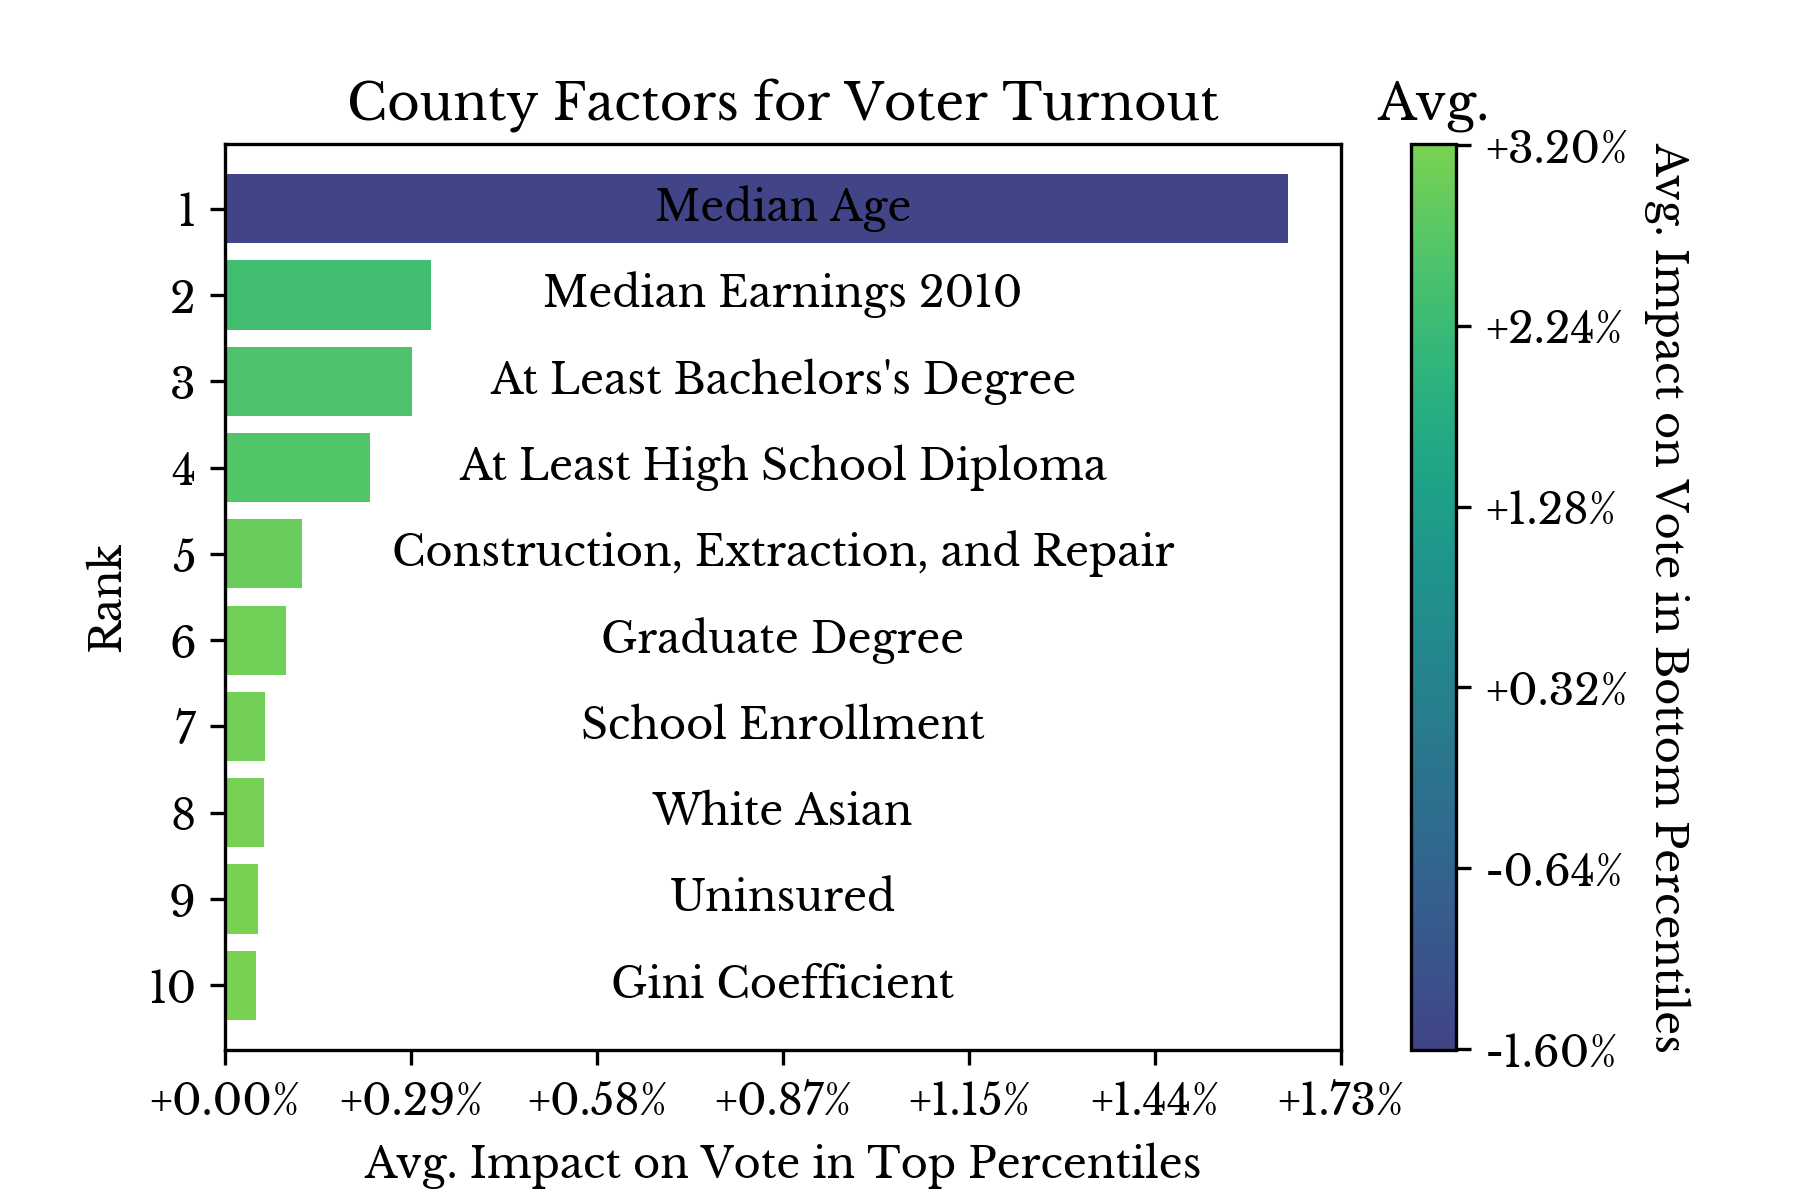 County Factors for Voter Turnout
Avg.
1
Median Age
2
Median Earnings 2010
3
At Least Bachelors's Degree
4
At Least High School Diploma
5
Construction, Extraction, and Repair
6
Graduate Degree
7
School Enrollment
8
White Asian
9
Uninsured
10
Gini Coefficient
Rank
+0.00%
+0.29%
+0.58%
+0.87%
+1.15%
+1.44%
+1.73%
Avg. Impact on Vote in Top Percentiles
+3.20%
+2.24%
+1.28%
+0.32%
-0.64%
-1.60%
Avg. Impact on Vote in Bottom Percentiles